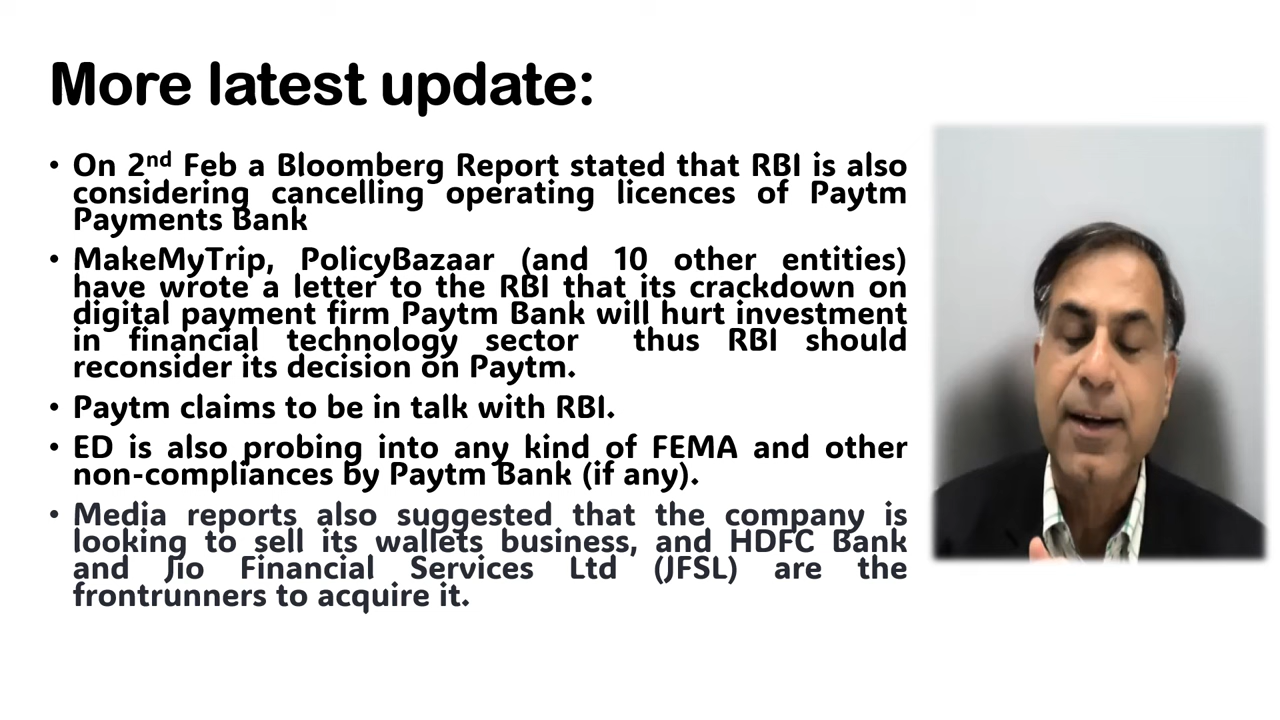 More latest update:
• On 2nd Feb a Bloomberg Report stated that RBI is also
considering cancelling operating licences of Paytm
Payments Bank
• MakeMyTrip, PolicyBazaar (and 10 other entities)
have wrote a letter to the RBI that its crackdown on
digital payment firm Paytm Bank will hurt investment
in financial technology sector thus RBI should
reconsider its decision on Paytm.
• Paytm claims to be in talk with RBI.
• ED is also probing into any kind of FEMA and other
non-compliances by Paytm Bank (if any).
• Media reports also suggested that the company is
looking to sell its wallets business, and HDFC Bank
and Jio Financial Services Ltd (JFSL) are the
frontrunners to acquire it.